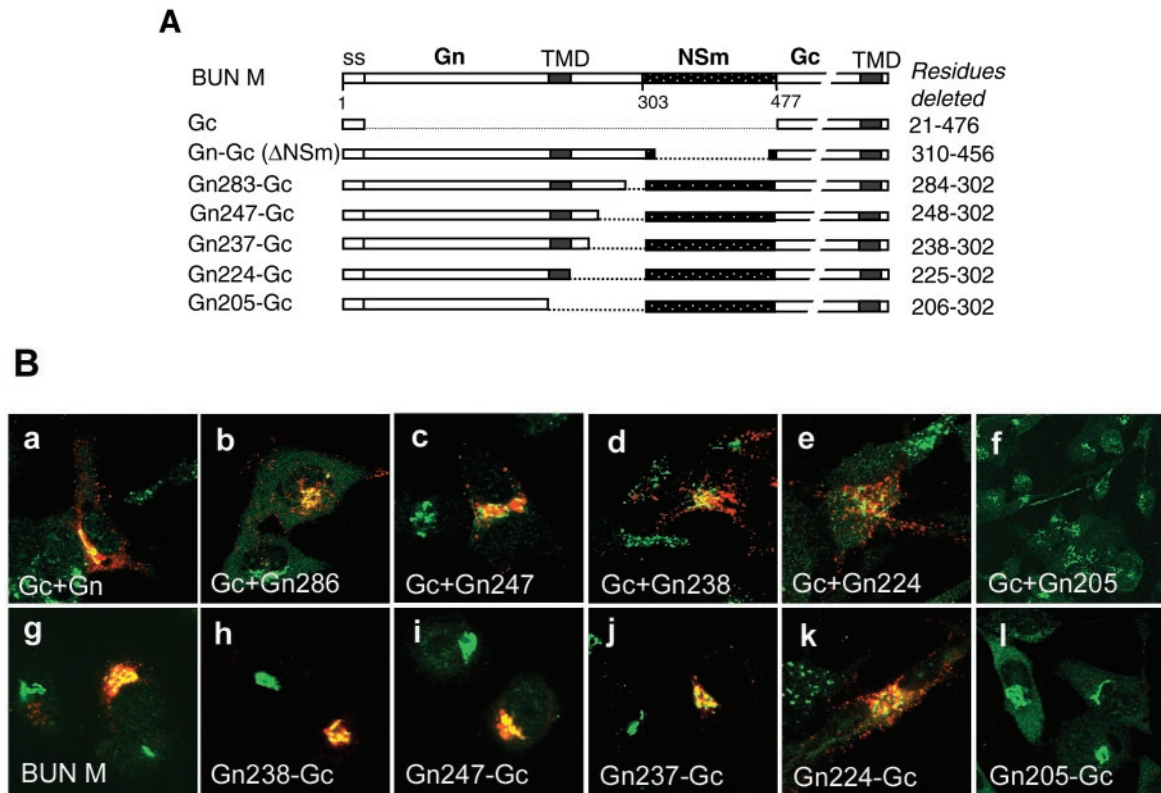 A
ss Gn TMD NSm Gc TMD
BUN M
Residues
deleted
1 303 477
Gc 21-476
Gn-Gc (ΔNSm) 310-456
Gn283-Gc 284-302
Gn247-Gc 248-302
Gn237-Gc 238-302
Gn224-Gc 225-302
Gn205-Gc 206-302
B
a b c d e f
Gc+Gn Gc+Gn286 Gc+Gn247 Gc+Gn238 Gc+Gn224 Gc+Gn205
g h i j k l
BUN M Gn238-Gc Gn247-Gc Gn237-Gc Gn224-Gc Gn205-Gc